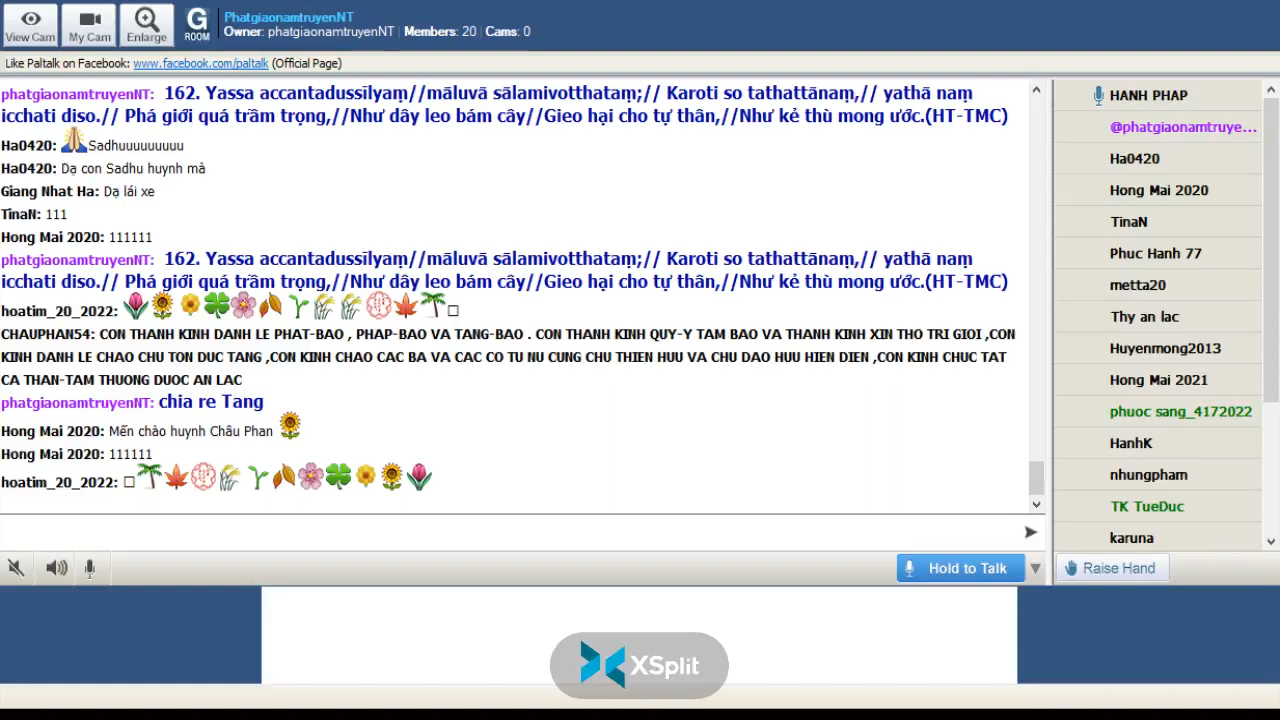 PhatgiaonamtruyenNT
Owner: phatgiaonamtruyenNT | Members: 20 | Cams: 0
View Cam
My Cam
Enlarge
G ROOM
Like Paltalk on Facebook: www.facebook.com/paltalk (Official Page)
phatgiaonamtruyenNT: 162. Yassa accantadussīlyaṃ//māluvā sālamivotthataṃ;// Karoti so tathattānaṃ,// yathā naṃ
icchati diso.// Phá giới quá trầm trọng,//Như dây leo bám cây//Gieo hại cho tự thân,//Như kẻ thù mong ước.(HT-TMC)
Ha0420: Sadhuuuuuuuuu
Ha0420: Dạ con Sadhu huynh mà
Giang Nhat Ha: Dạ lái xe
TinaN: 111
Hong Mai 2020: 111111
phatgiaonamtruyenNT: 162. Yassa accantadussīlyaṃ//māluvā sālamivotthataṃ;// Karoti so tathattānaṃ,// yathā naṃ
icchati diso.// Phá giới quá trầm trọng,//Như dây leo bám cây//Gieo hại cho tự thân,//Như kẻ thù mong ước.(HT-TMC)
hoatim_20_2022:
CHAUPHAN54: CON THANH KINH DANH LE PHAT-BAO , PHAP-BAO VA TANG-BAO . CON THANH KINH QUY-Y TAM BAO VA THANH KINH XIN THO TRI GIOI ,CON
KINH DANH LE CHAO CHU TON DUC TANG ,CON KINH CHAO CAC BA VA CAC CO TU NU CUNG CHU THIEN HUU VA CHU DAO HUU HIEN DIEN ,CON KINH CHUC TAT
CA THAN-TAM THUONG DUOC AN LAC
phatgiaonamtruyenNT: chia re Tang
Hong Mai 2020: Mến chào huynh Châu Phan
Hong Mai 2020: 111111
hoatim_20_2022:
HANH PHAP
@phatgiaonamtruye...
Ha0420
Hong Mai 2020
TinaN
Phuc Hanh 77
metta20
Thy an lac
Huyenmong2013
Hong Mai 2021
phuoc sang_4172022
HanhK
nhungpham
TK TueDuc
karuna
Hold to Talk
Raise Hand
XSplit